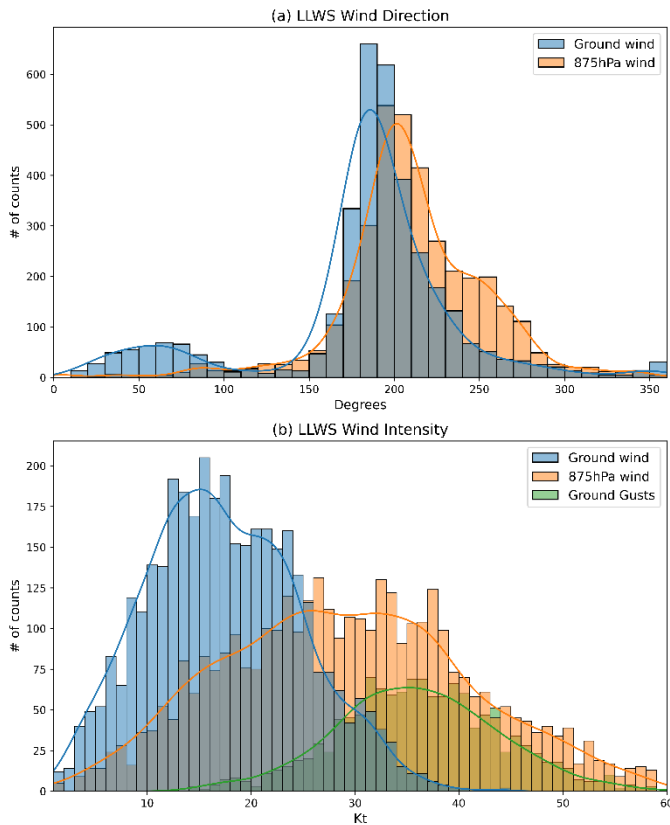 (a) LLWS Wind Direction
Ground wind
875hPa wind
# of counts
600
500
400
300
200
100
0
0 50 100 150 200 250 300 350
Degrees
(b) LLWS Wind Intensity
Ground wind
875hPa wind
Ground Gusts
# of counts
200
175
150
125
100
75
50
25
0
10 20 30 40 50 60
Kt